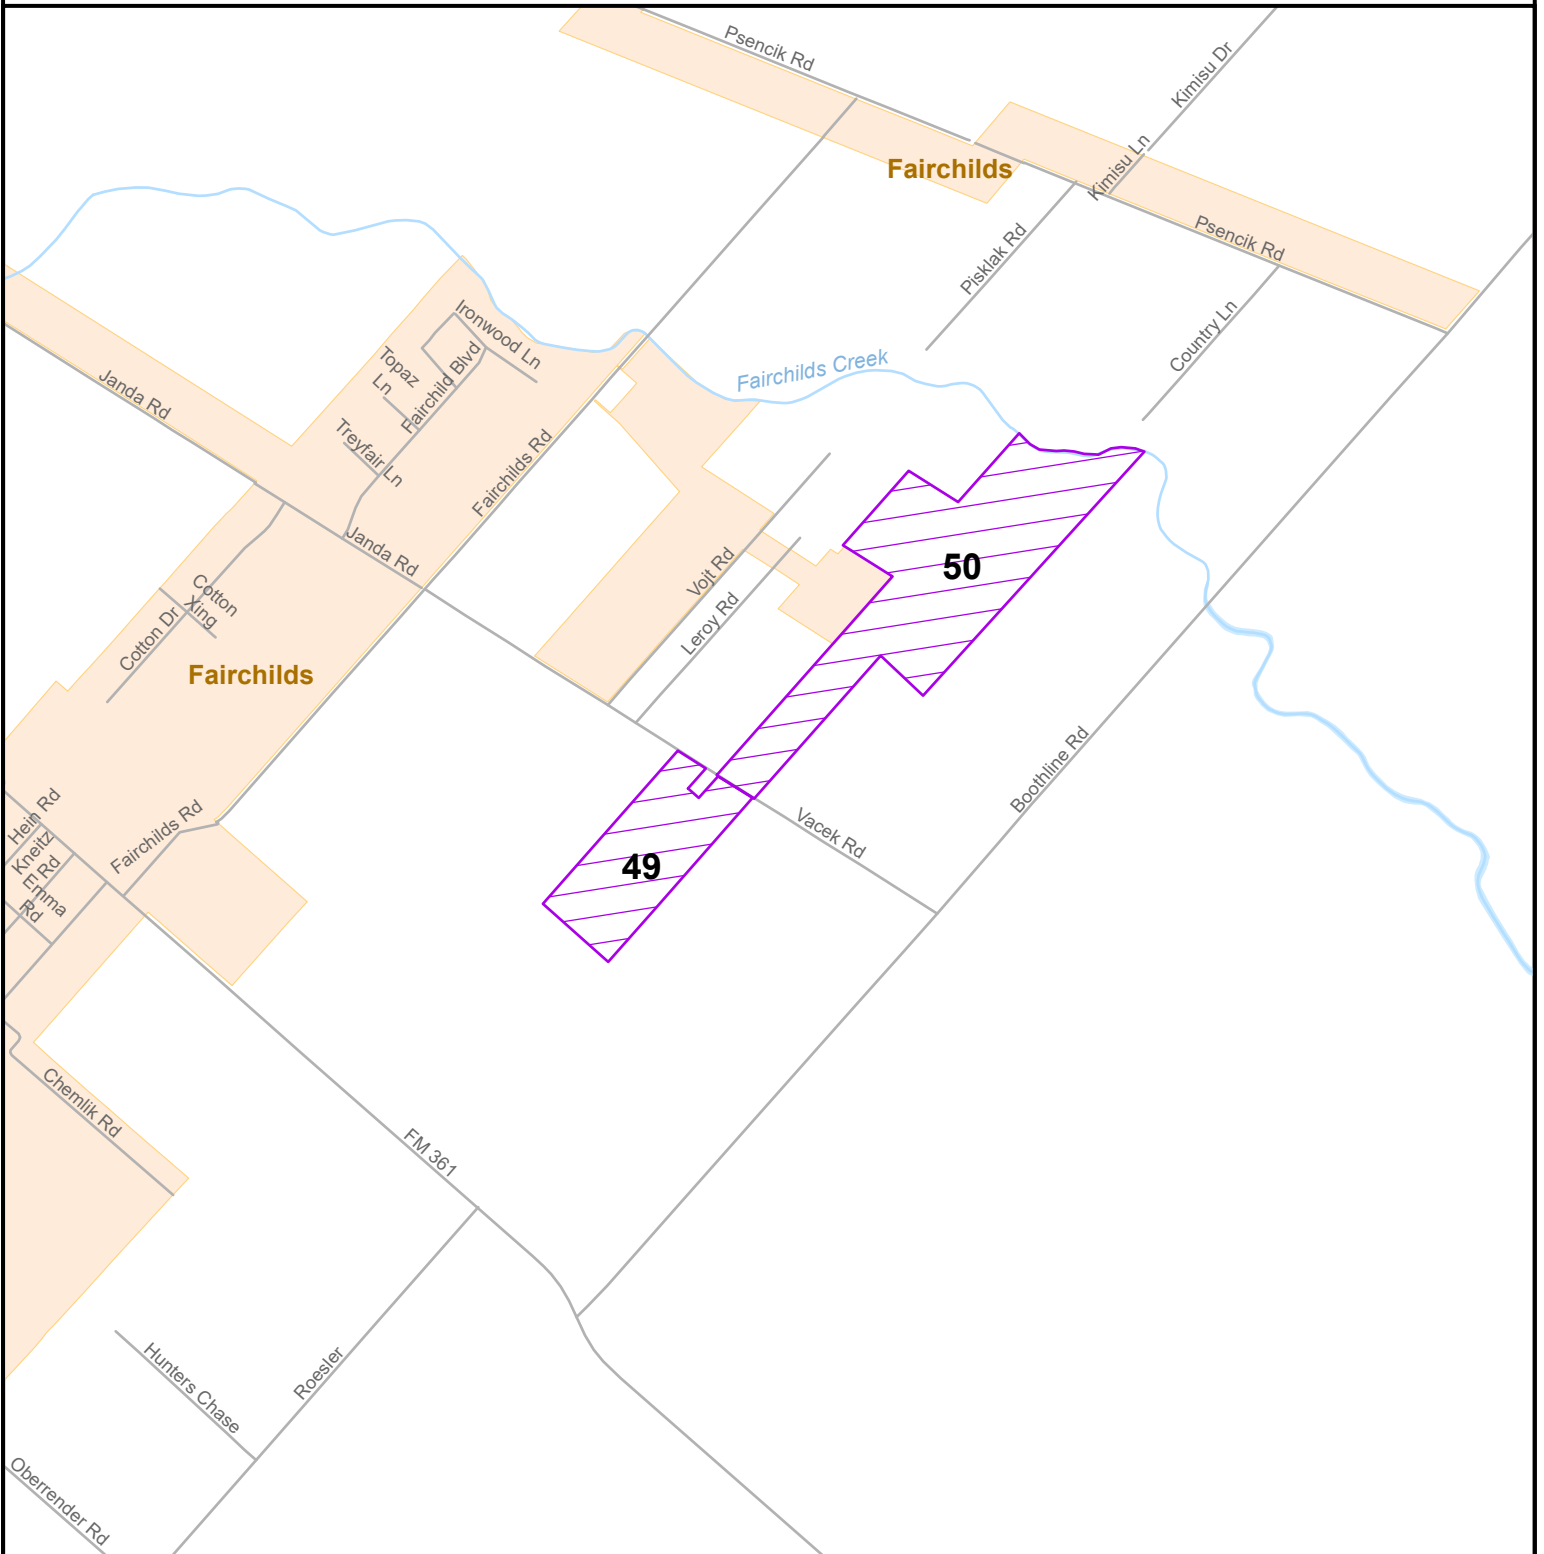 Psencik Rd
Kimisu Dr
Kimisu Ln
Fairchilds
Psencik Rd
Pisklak Rd
Country Ln
Ironwood Ln
Topaz
Ln
Fairchild Blvd
Fairchilds Creek
Janda Rd
Treyfair Ln
Fairchilds Rd
Janda Rd
Vojt Rd
Leroy Rd
50
Cotton
Xing
Cotton Dr
Fairchilds
Boothline Rd
Vacek Rd
Hein Rd
Kneitz
Rd
Emma
Rd
Fairchilds Rd
49
Chemlik Rd
FM 361
Hunters Chase
Roesler
Oberrender Rd